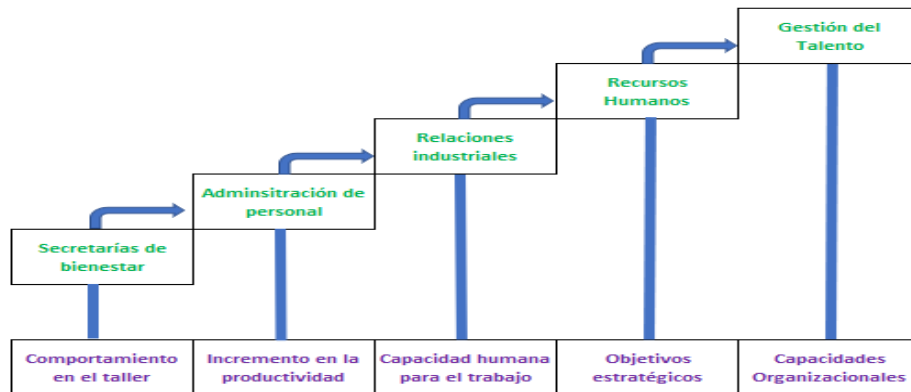 Gestión del
Talento
Recursos
Humanos
Relaciones
industriales
Adminsitración de
personal
Secretarías de
bienestar
Comportamiento
en el taller
Incremento en la
productividad
Capacidad humana
para el trabajo
Objetivos
estratégicos
Capacidades
Organizacionales